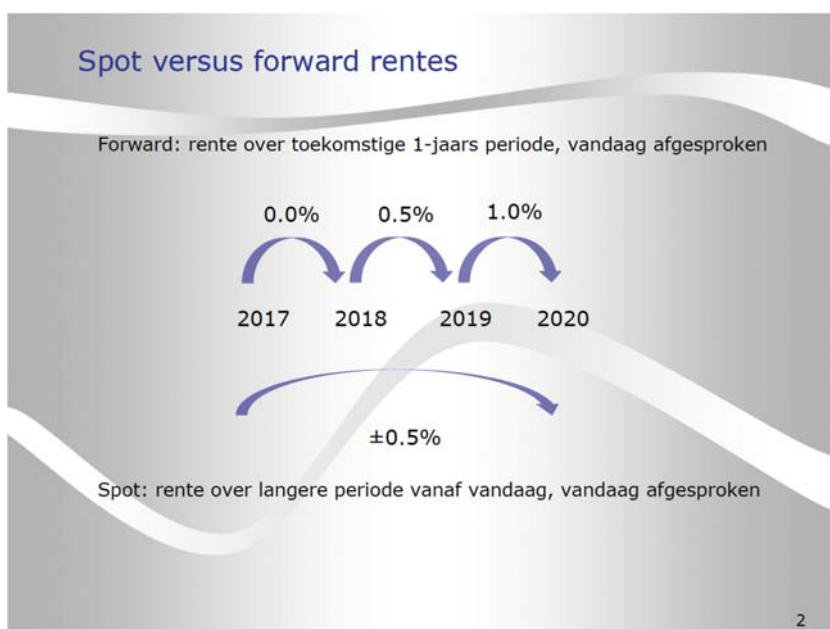 Spot versus forward rentes
Forward: rente over toekomstige 1-jaars periode, vandaag afgesproken
0.0% 0.5% 1.0%
2017 2018 2019 2020
±0.5%
Spot: rente over langere periode vanaf vandaag, vandaag afgesproken
2